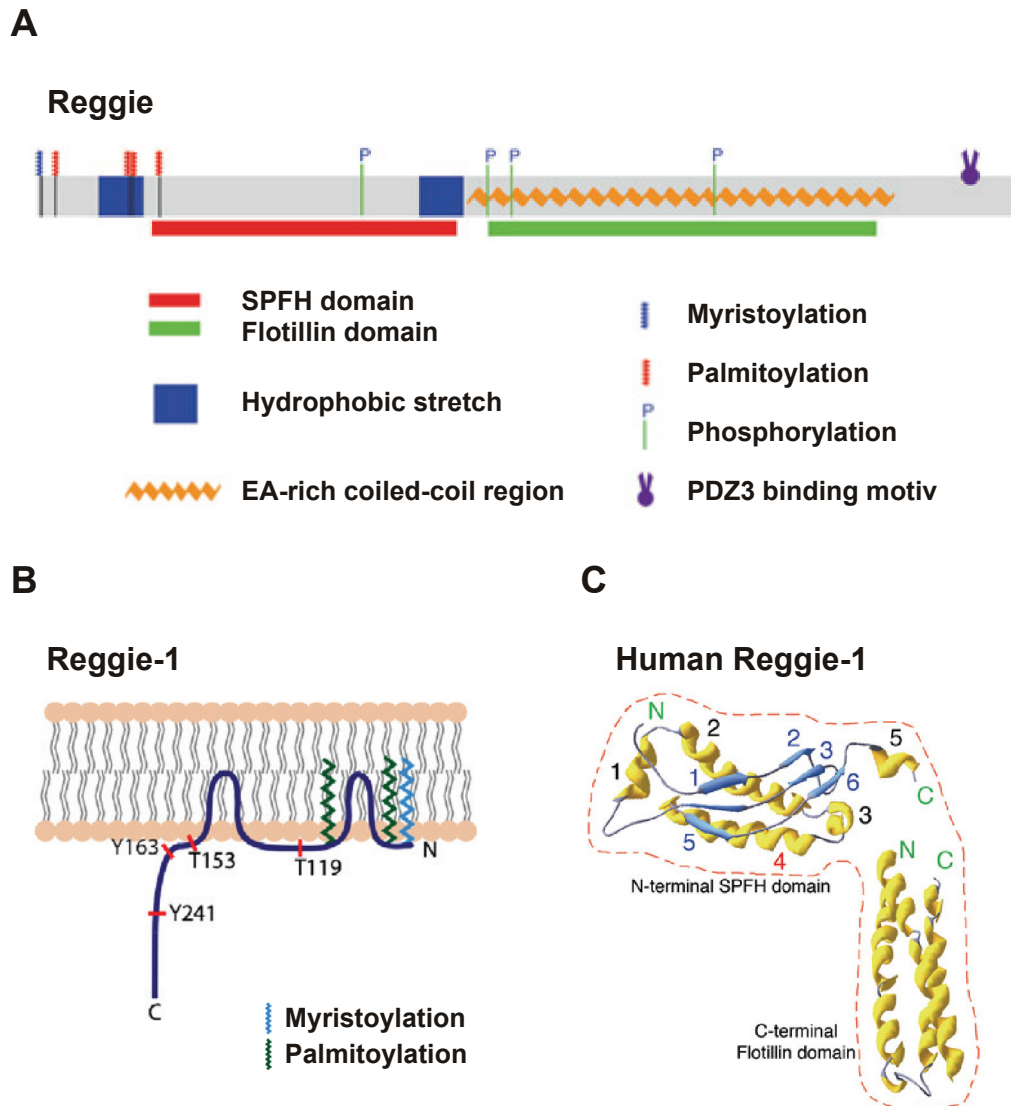 A
Reggie
P
P
P
P
SPFH domain
Flotillin domain
Hydrophobic stretch
EA-rich coiled-coil region
Myristoylation
Palmitoylation
P
Phosphorylation
PDZ3 binding motiv
B
Reggie-1
N
Y163
T153
T119
Y241
C
Myristoylation
Palmitoylation
C
Human Reggie-1
N
2
2
3
5
1
1
6
C
3
5
4
N-terminal SPFH domain
N
C
C-terminal
Flotillin domain